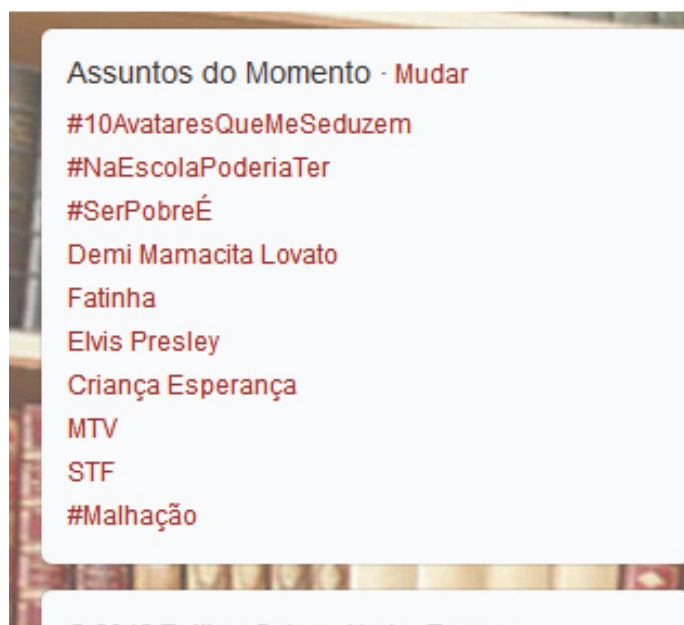 Assuntos do Momento · Mudar
#10AvataresQueMeSeduzem
#NaEscolaPoderiaTer
#SerPobreÉ
Demi Mamacita Lovato
Fatinha
Elvis Presley
Criança Esperança
MTV
STF
#Malhação